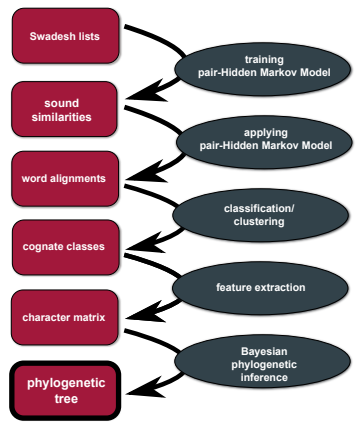 Swadesh lists
training
pair-Hidden Markov Model
sound
similarities
applying
pair-Hidden Markov Model
word alignments
classification/
clustering
cognate classes
feature extraction
character matrix
Bayesian
phylogenetic
inference
phylogenetic
tree